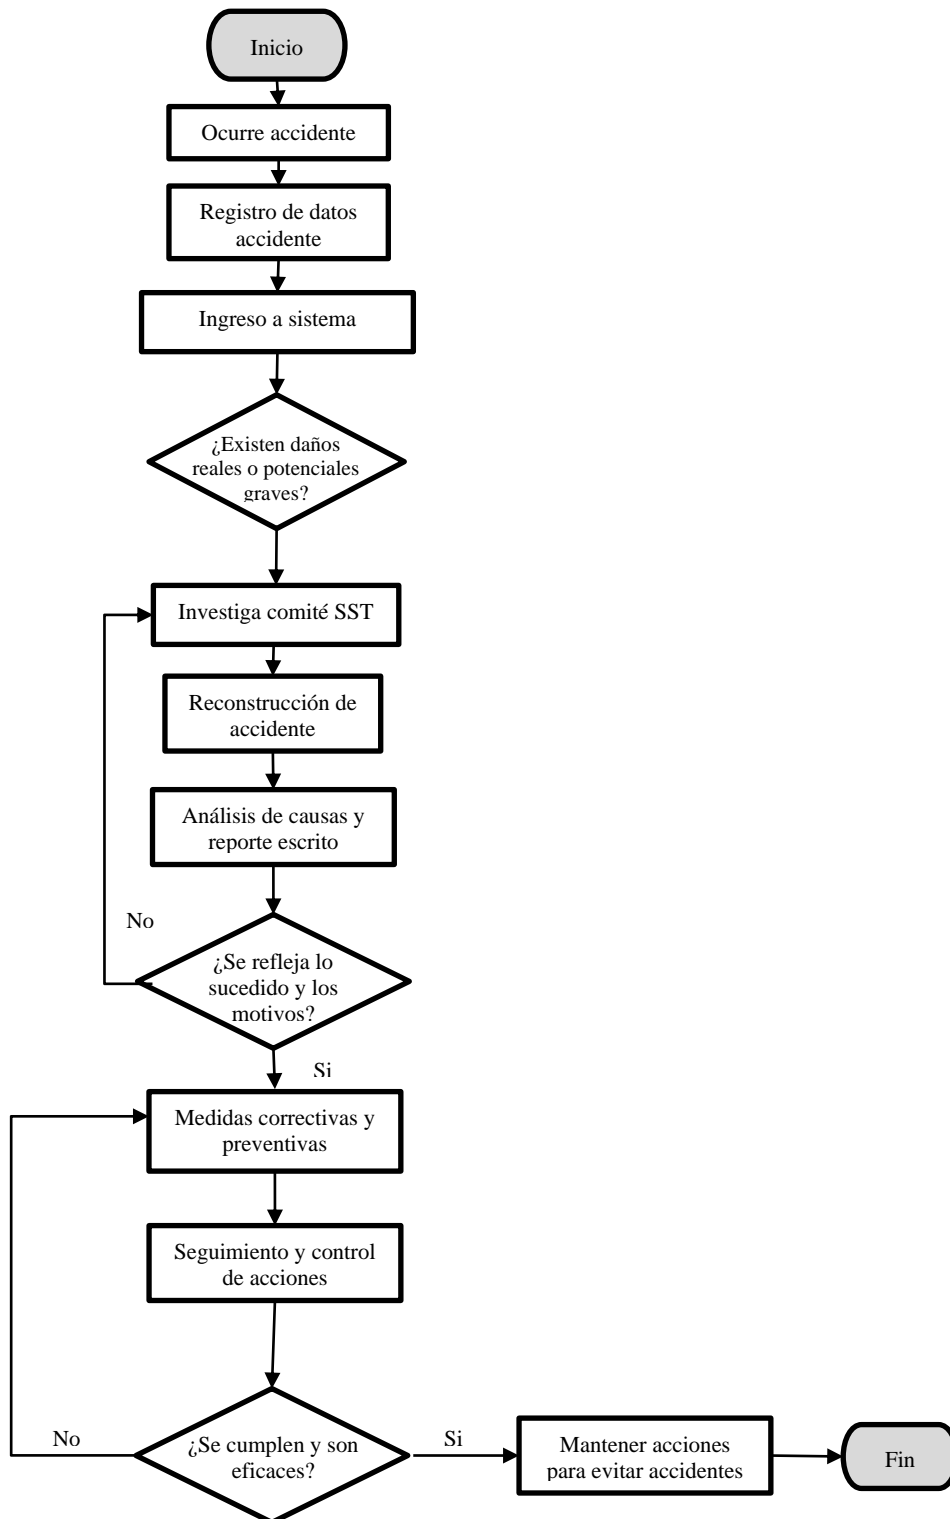 Inicio
Ocurre accidente
Registro de datos
accidente
Ingreso a sistema
¿Existen daños
reales o potenciales
graves?
Investiga comité SST
Reconstrucción de
accidente
Análisis de causas y
reporte escrito
No
¿Se refleja lo
sucedido y los
motivos?
Si
Medidas correctivas y
preventivas
Seguimiento y control
de acciones
No
¿Se cumplen y son
eficaces?
Si
Mantener acciones
para evitar accidentes
Fin